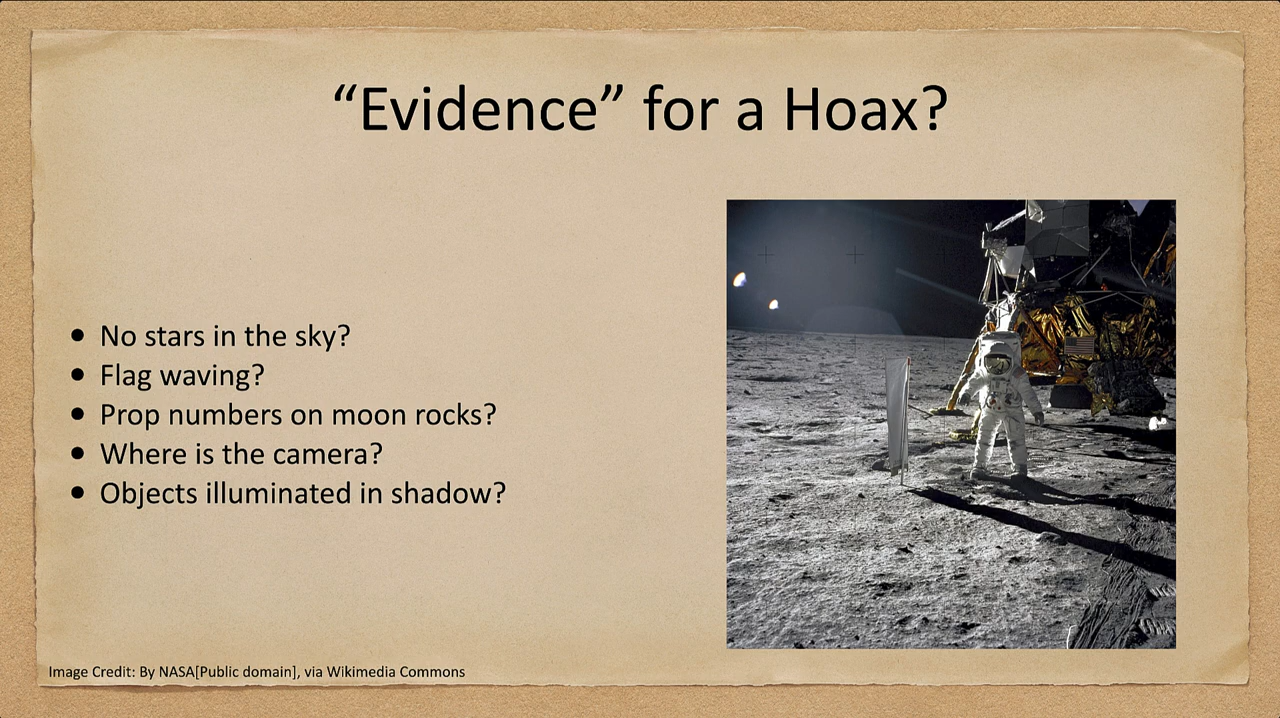 “Evidence” for a Hoax?
• No stars in the sky?
• Flag waving?
• Prop numbers on moon rocks?
• Where is the camera?
• Objects illuminated in shadow?
Image Credit: By NASA[Public domain], via Wikimedia Commons